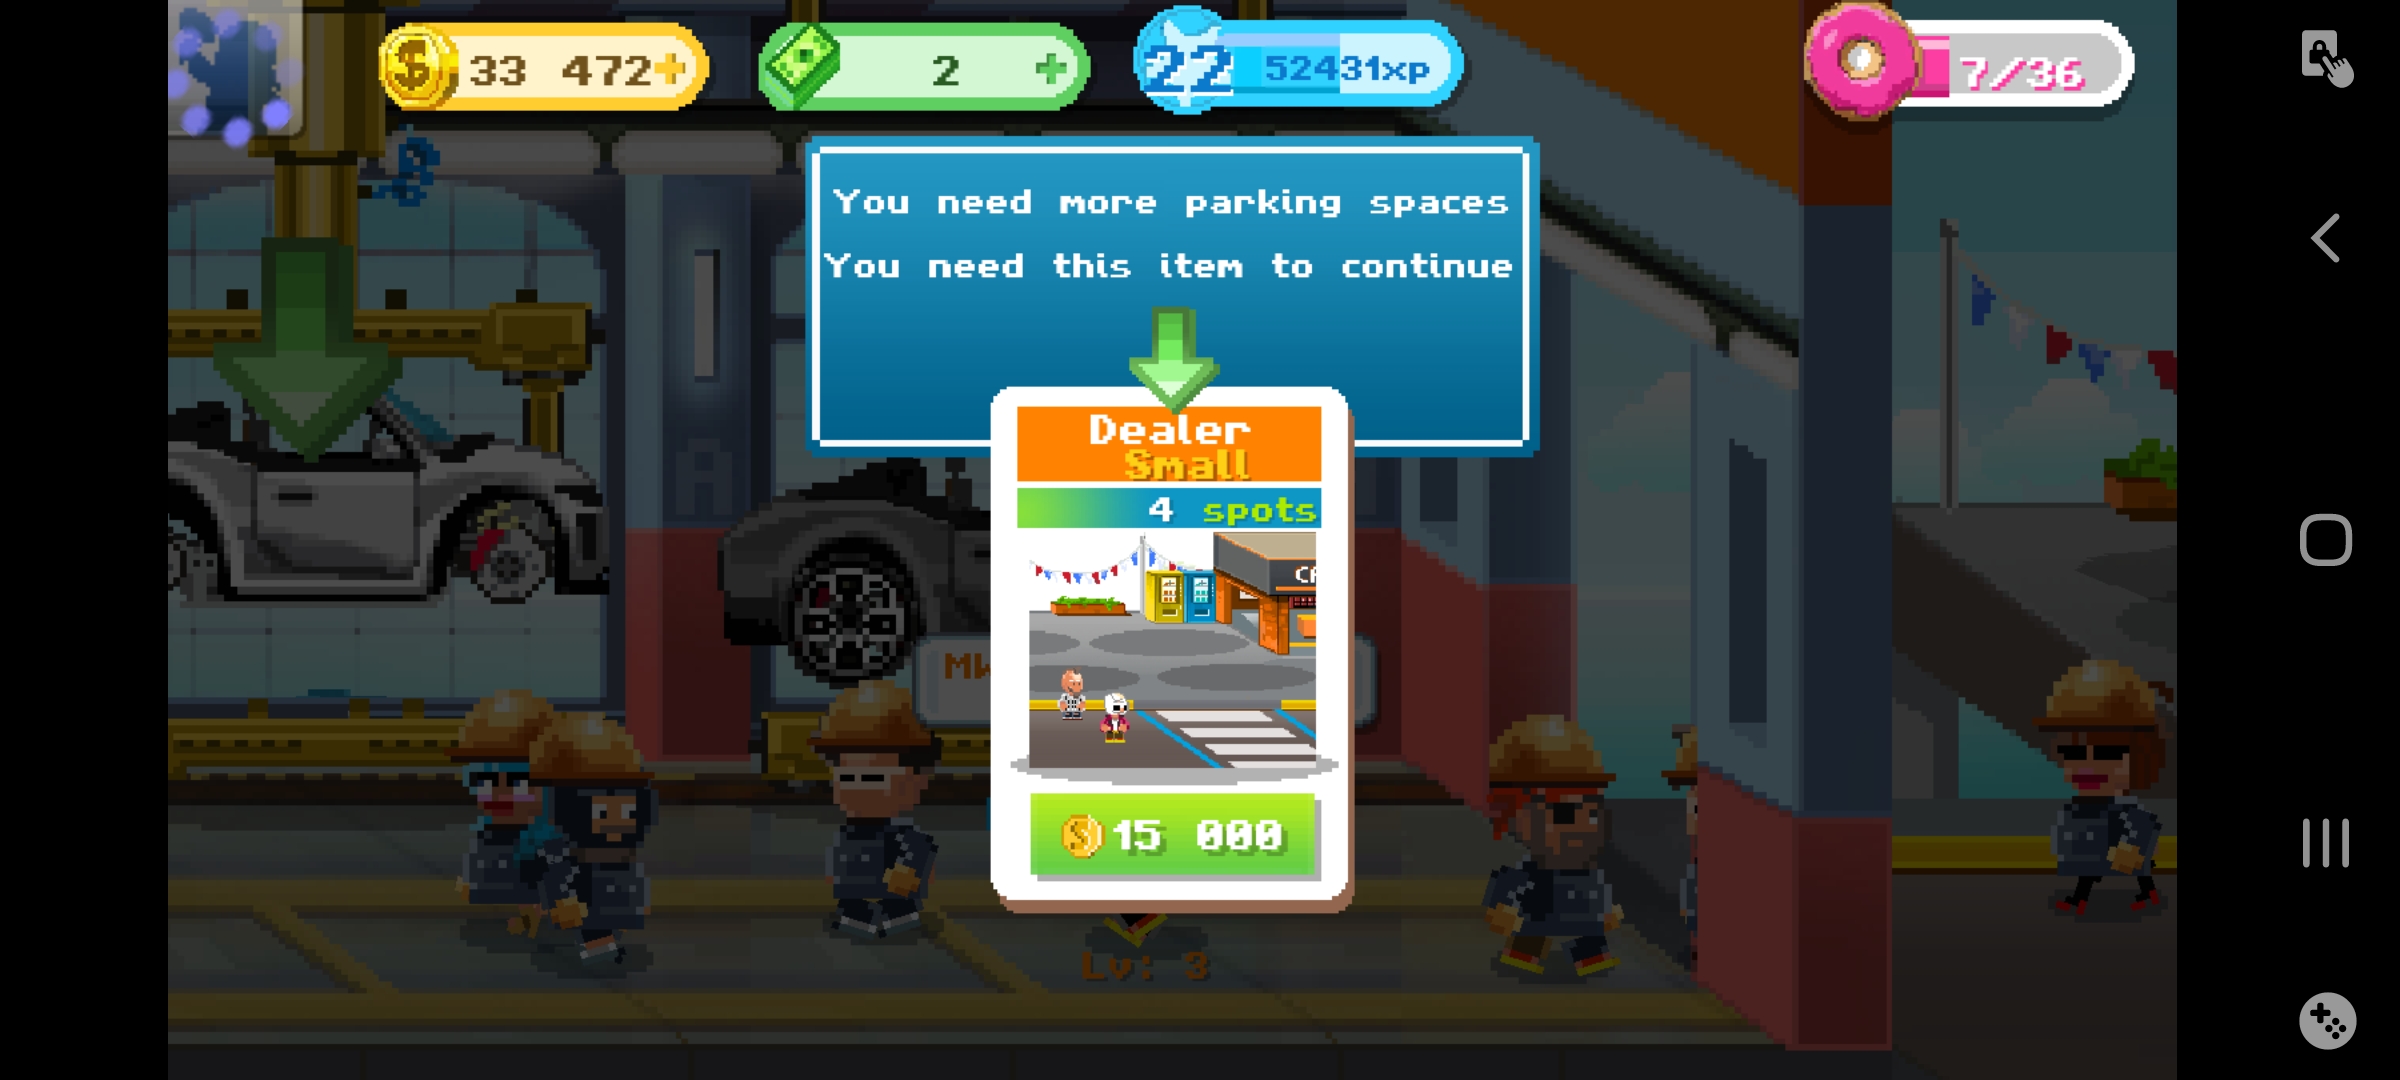 33 472
2
22 52431xp
7/36
You need more parking spaces
You need this item to continue
Dealer
Small
4 spots
15 000
Lv: 3